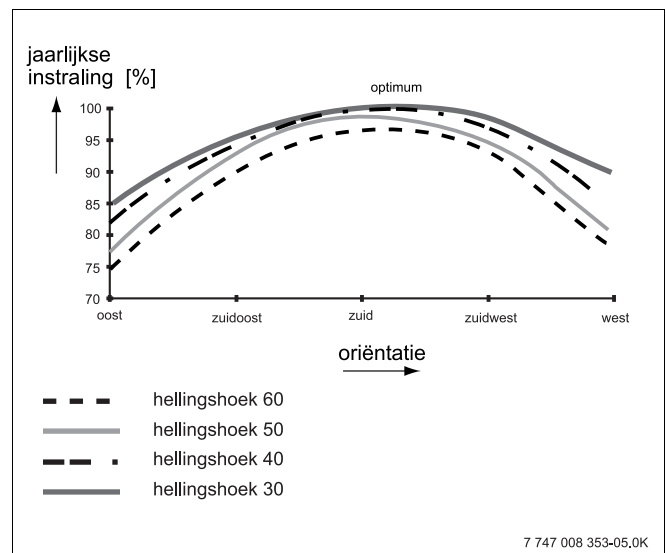 jaarlijkse
instraling [%]
optimum
100
95
90
85
80
75
70
oost zuidoost zuid zuidwest west
oriëntatie
hellingshoek 60
hellingshoek 50
hellingshoek 40
hellingshoek 30
7 747 008 353-05.0K